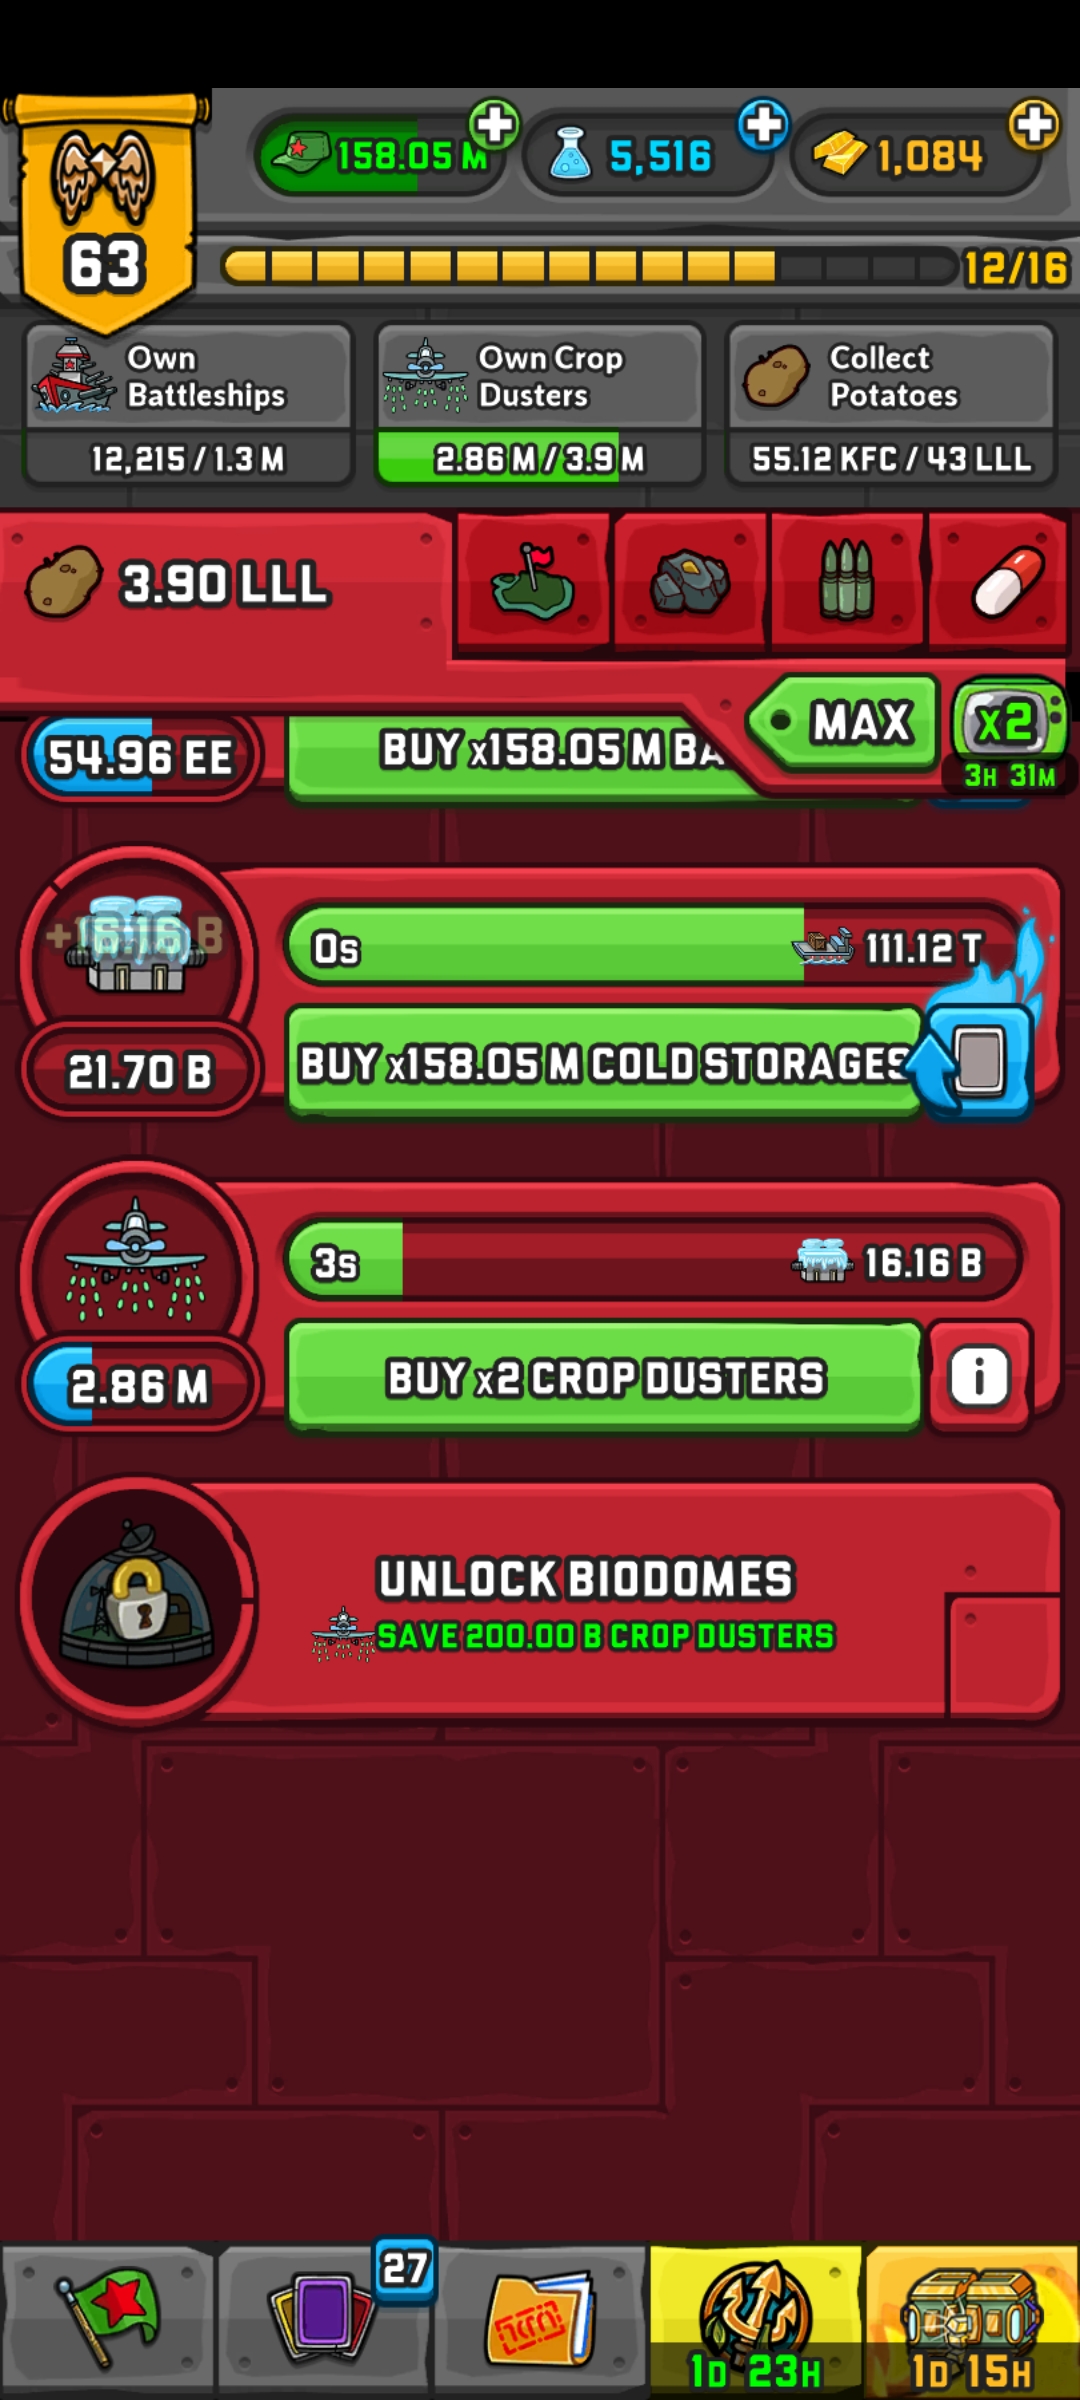 158.05 M
5,516
1,084
63
12/16
Own
Battleships
12,215 / 1.3 M
Own Crop
Dusters
2.86 M / 3.9 M
Collect
Potatoes
55.12 KFC / 43 LLL
3.90 LLL
MAX
x2
3H 31M
54.96 EE
BUY x158.05 M BA
+16.16 B
0s
111.12 T
21.70 B
BUY x158.05 M COLD STORAGES
3s
16.16 B
2.86 M
BUY x2 CROP DUSTERS
i
UNLOCK BIODOMES
SAVE 200.00 B CROP DUSTERS
27
1D 23H
1D 15H